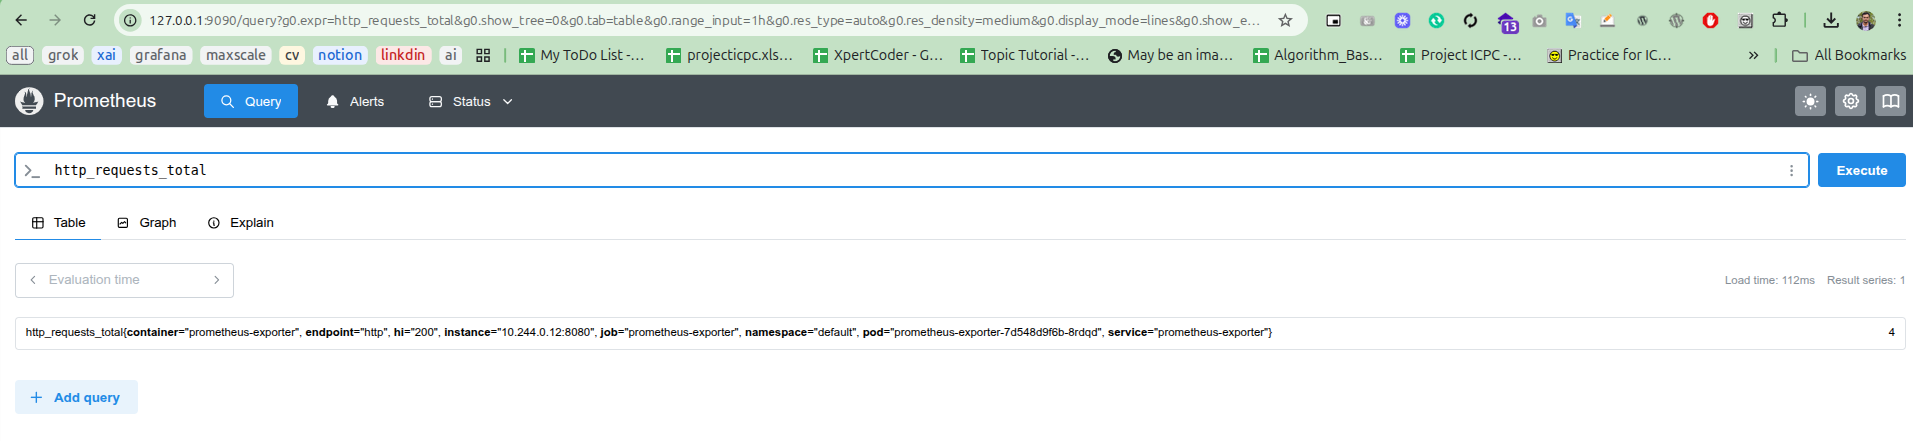 127.0.0.1:9090/query?g0.expr=http_requests_total&g0.show_tree=0&g0.tab=table&g0.range_input=1h&g0.res_type=auto&g0.res_density=medium&g0.display_mode=lines&g0.show_e... 13
all grok xai grafana maxscale cv notion linkdin ai My ToDo List -... projecticpc.xls... XpertCoder - G... Topic Tutorial -... May be an ima... Algorithm_Bas... Project ICPC -... Practice for IC... » All Bookmarks
Prometheus Query Alerts Status
>_ http_requests_total Execute
Table Graph Explain
Evaluation time Load time: 112ms Result series: 1
http_requests_total{container="prometheus-exporter", endpoint="http", hi="200", instance="10.244.0.12:8080", job="prometheus-exporter", namespace="default", pod="prometheus-exporter-7d548d9f6b-8rdqd", service="prometheus-exporter"} 4
+ Add query